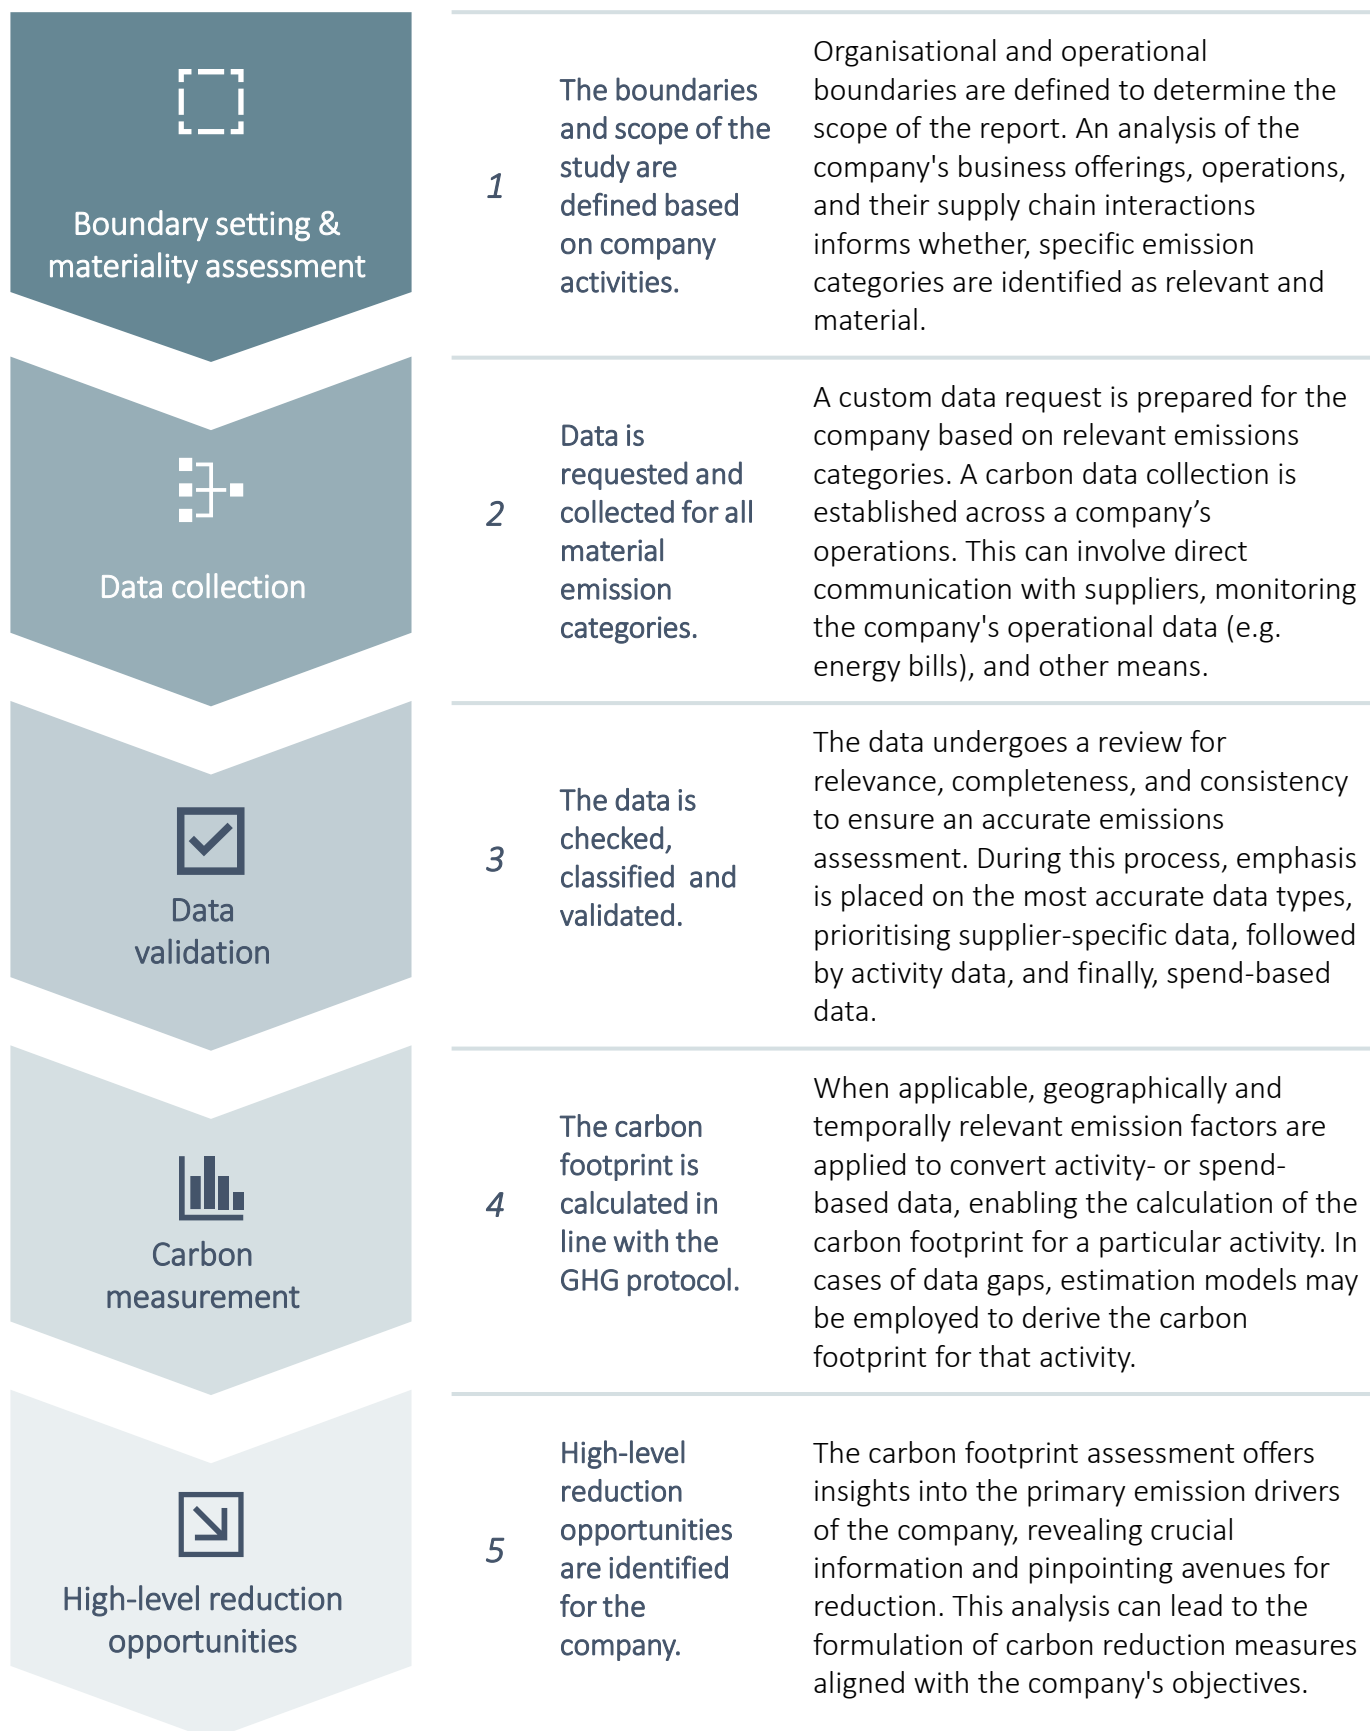 Boundary setting &
materiality assessment
1
The boundaries
and scope of the
study are
defined based
on company
activities.
Organisational and operational
boundaries are defined to determine the
scope of the report. An analysis of the
company's business offerings, operations,
and their supply chain interactions
informs whether, specific emission
categories are identified as relevant and
material.
Data collection
2
Data is
requested and
collected for all
material
emission
categories.
A custom data request is prepared for the
company based on relevant emissions
categories. A carbon data collection is
established across a company’s
operations. This can involve direct
communication with suppliers, monitoring
the company's operational data (e.g.
energy bills), and other means.
Data
validation
3
The data is
checked,
classified  and
validated.
The data undergoes a review for
relevance, completeness, and consistency
to ensure an accurate emissions
assessment. During this process, emphasis
is placed on the most accurate data types,
prioritising supplier-specific data, followed
by activity data, and finally, spend-based
data.
Carbon
measurement
4
The carbon
footprint is
calculated in
line with the
GHG protocol.
When applicable, geographically and
temporally relevant emission factors are
applied to convert activity- or spend-
based data, enabling the calculation of the
carbon footprint for a particular activity. In
cases of data gaps, estimation models may
be employed to derive the carbon
footprint for that activity.
High-level reduction
opportunities
5
High-level
reduction
opportunities
are identified
for the
company.
The carbon footprint assessment offers
insights into the primary emission drivers
of the company, revealing crucial
information and pinpointing avenues for
reduction. This analysis can lead to the
formulation of carbon reduction measures
aligned with the company's objectives.